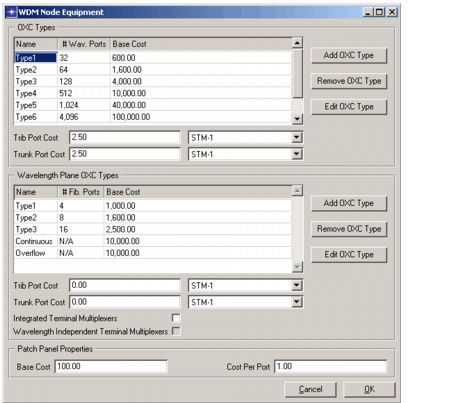 WDM Node Equipment
OXC Types
Name # Wav. Ports Base Cost
Type1 32 600.00
Type2 64 1,600.00
Type3 128 4,000.00
Type4 512 10,000.00
Type5 1,024 40,000.00
Type6 4,096 100,000.00
Add OXC Type
Remove OXC Type
Edit OXC Type
Trib Port Cost 2.50 STM-1
Trunk Port Cost 2.50 STM-1
Wavelength Plane OXC Types
Name # Fib. Ports Base Cost
Type1 4 1,000.00
Type2 8 1,600.00
Type3 16 2,500.00
Continuous N/A 10,000.00
Overflow N/A 10,000.00
Add OXC Type
Remove OXC Type
Edit OXC Type
Trib Port Cost 0.00 STM-1
Trunk Port Cost 0.00 STM-1
Integrated Terminal Multiplexers
Wavelength Independent Terminal Multiplexers
Patch Panel Properties
Base Cost 100.00 Cost Per Port 1.00
Cancel OK